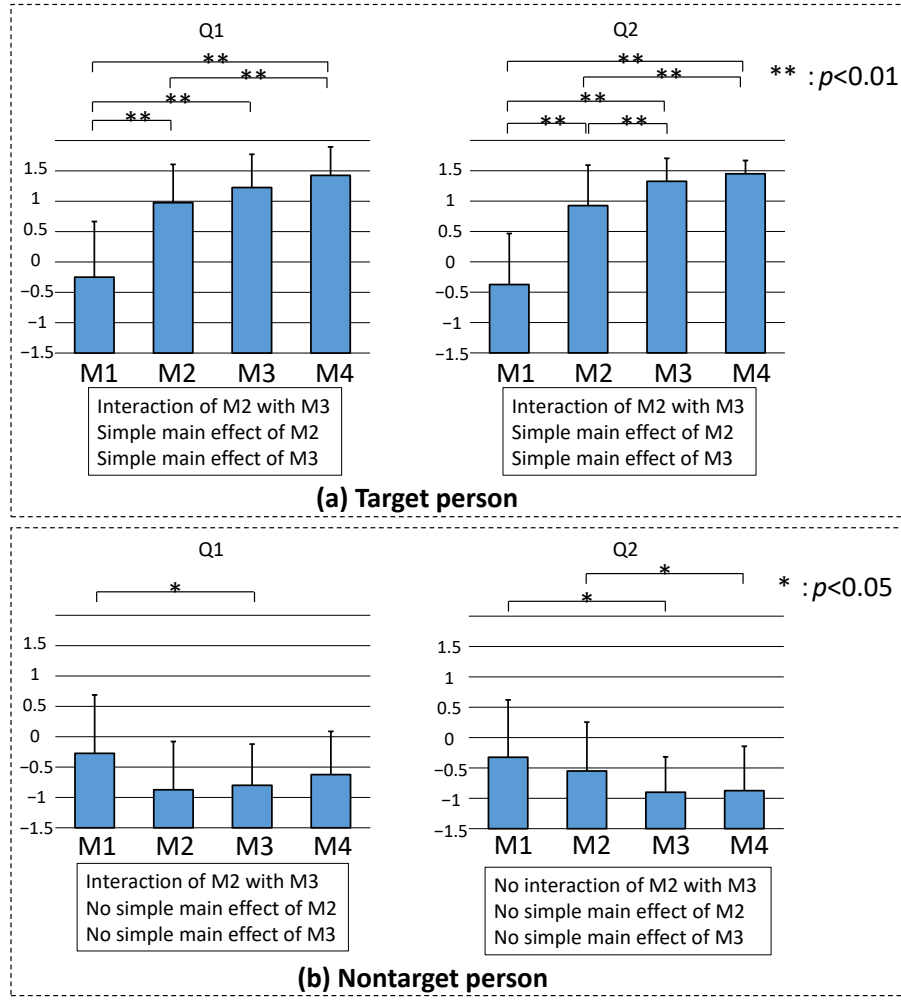 Q1
Q2
** : p<0.01
**
**
**
**
**
**
**
**
**
1.5
1
0.5
0
−0.5
−1
−1.5
1.5
1
0.5
0
−0.5
−1
−1.5
M1 M2 M3 M4
M1 M2 M3 M4
Interaction of M2 with M3
Simple main effect of M2
Simple main effect of M3
Interaction of M2 with M3
Simple main effect of M2
Simple main effect of M3
(a) Target person
Q1
Q2
* : p<0.05
*
*
*
1.5
1
0.5
0
−0.5
−1
−1.5
1.5
1
0.5
0
−0.5
−1
−1.5
M1 M2 M3 M4
M1 M2 M3 M4
Interaction of M2 with M3
No simple main effect of M2
No simple main effect of M3
No interaction of M2 with M3
No simple main effect of M2
No simple main effect of M3
(b) Nontarget person